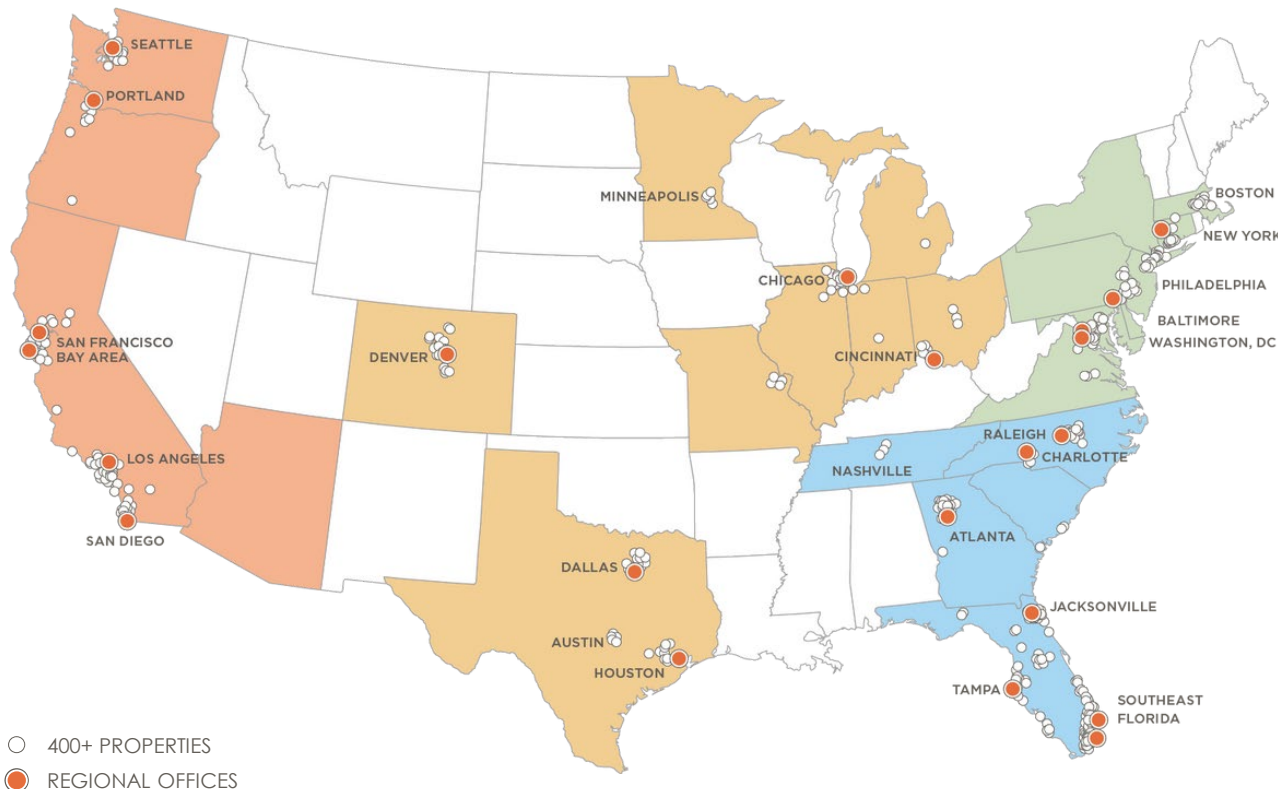 SEATTLE
PORTLAND
MINNEAPOLIS
BOSTON
NEW YORK
CHICAGO
PHILADELPHIA
BALTIMORE
WASHINGTON, DC
SAN FRANCISCO
BAY AREA
DENVER
CINCINNATI
LOS ANGELES
RALEIGH
CHARLOTTE
NASHVILLE
SAN DIEGO
ATLANTA
DALLAS
JACKSONVILLE
AUSTIN
HOUSTON
TAMPA
SOUTHEAST
FLORIDA
400+ PROPERTIES
REGIONAL OFFICES